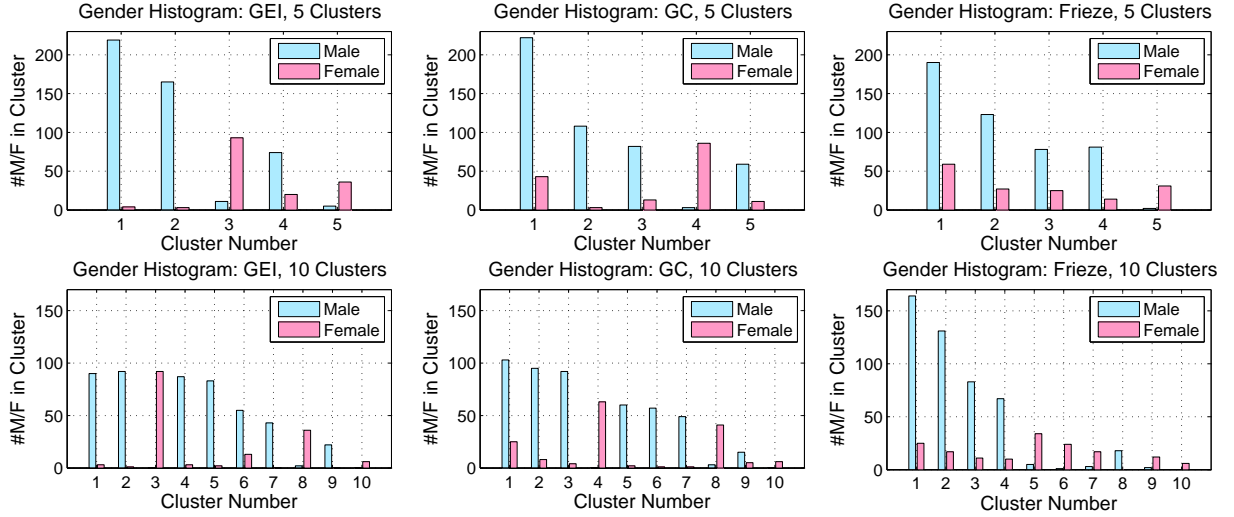 Gender Histogram: GEI, 5 Clusters
#M/F in Cluster
200
150
100
50
0
Male
Female
1 2 3 4 5
Cluster Number
Gender Histogram: GC, 5 Clusters
#M/F in Cluster
200
150
100
50
0
Male
Female
1 2 3 4 5
Cluster Number
Gender Histogram: Frieze, 5 Clusters
#M/F in Cluster
200
150
100
50
0
Male
Female
1 2 3 4 5
Cluster Number
Gender Histogram: GEI, 10 Clusters
#M/F in Cluster
150
100
50
0
Male
Female
1 2 3 4 5 6 7 8 9 10
Cluster Number
Gender Histogram: GC, 10 Clusters
#M/F in Cluster
150
100
50
0
Male
Female
1 2 3 4 5 6 7 8 9 10
Cluster Number
Gender Histogram: Frieze, 10 Clusters
#M/F in Cluster
150
100
50
0
Male
Female
1 2 3 4 5 6 7 8 9 10
Cluster Number